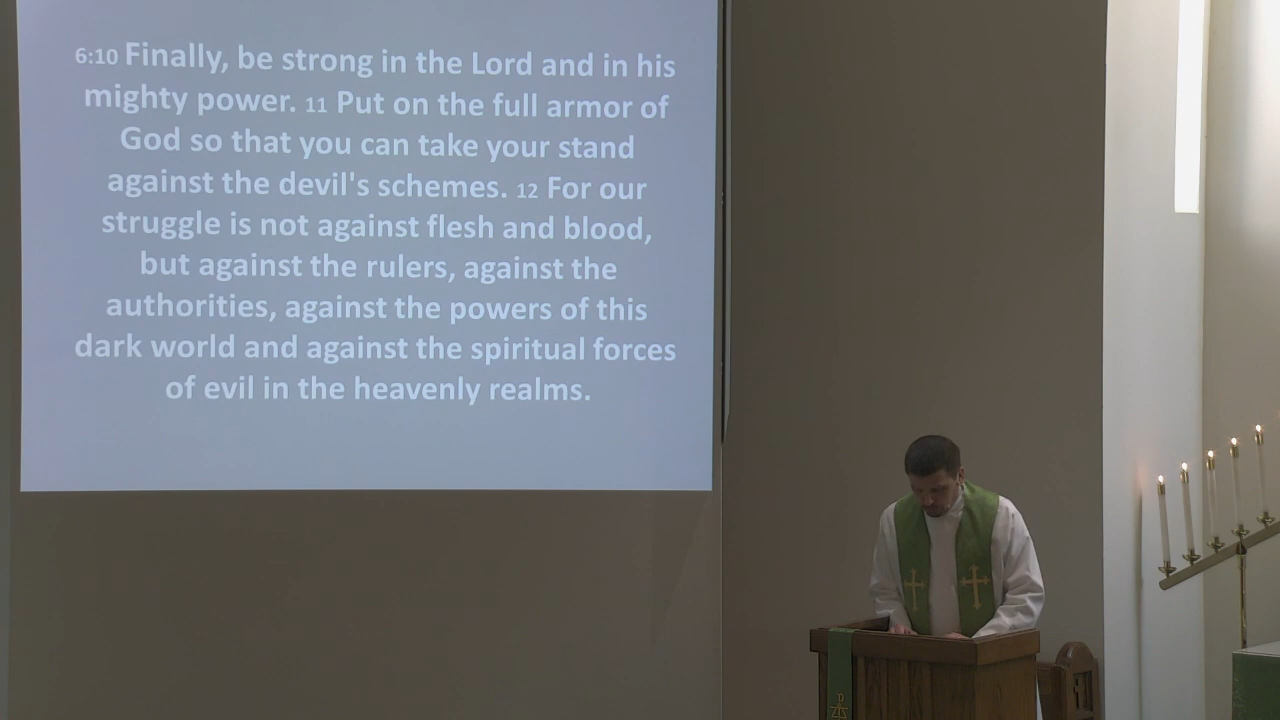 6:10 Finally, be strong in the Lord and in his
mighty power. 11 Put on the full armor of
God so that you can take your stand
against the devil's schemes. 12 For our
struggle is not against flesh and blood,
but against the rulers, against the
authorities, against the powers of this
dark world and against the spiritual forces
of evil in the heavenly realms.